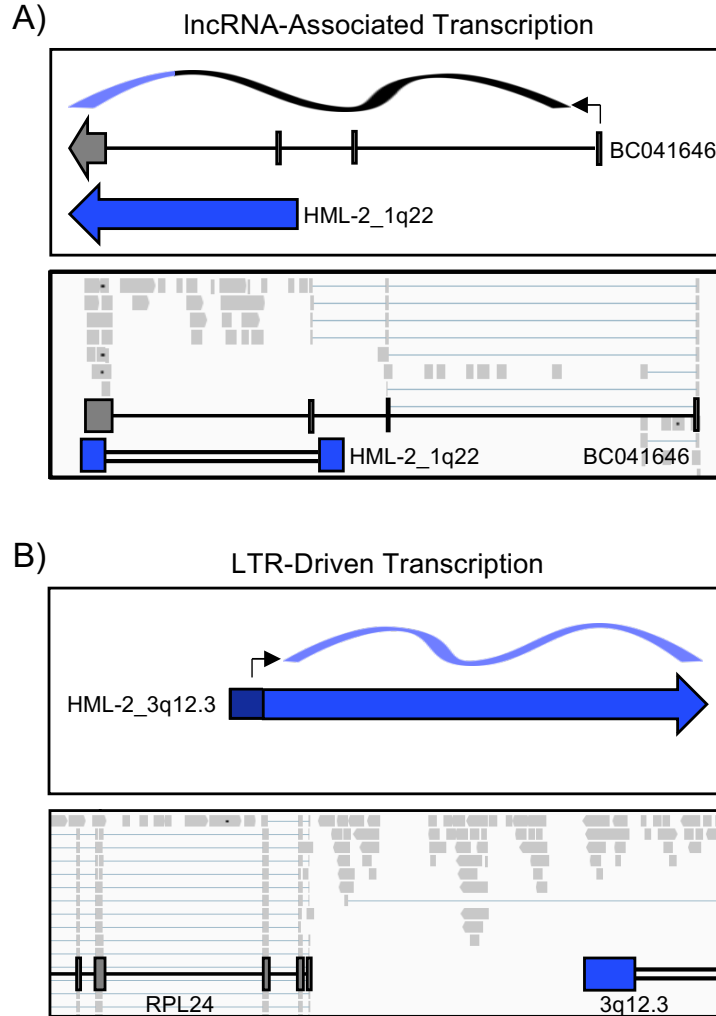 A)
lncRNA-Associated Transcription
BC041646
HML-2_1q22
HML-2_1q22
BC041646
B)
LTR-Driven Transcription
HML-2_3q12.3
RPL24
3q12.3